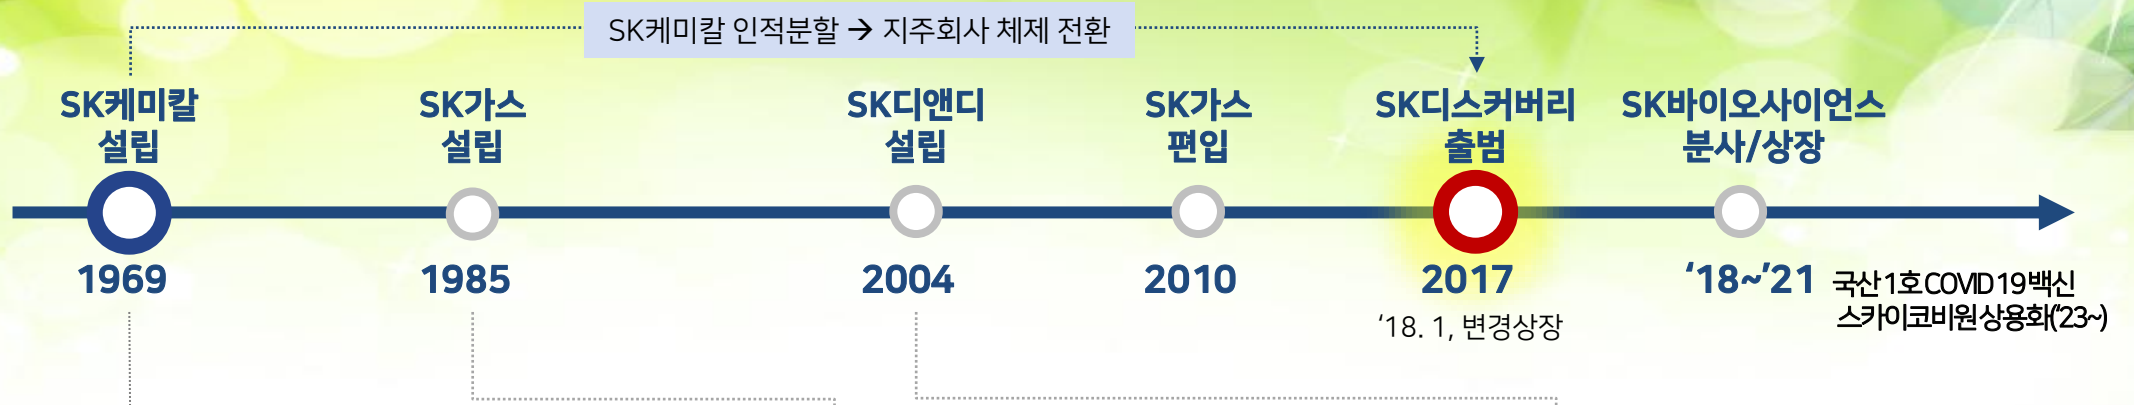 SK케미칼 인적분할 → 지주회사 체제 전환
SK케미칼
설립
SK가스
설립
SK디앤디
설립
SK가스
편입
SK디스커버리
출범
SK바이오사이언스
분사/상장
1969
1985
2004
2010
2017
‘18~’21
‘18. 1, 변경상장
국산 1호 COVID 19 백신
스카이코비원 상용화(‘23~)